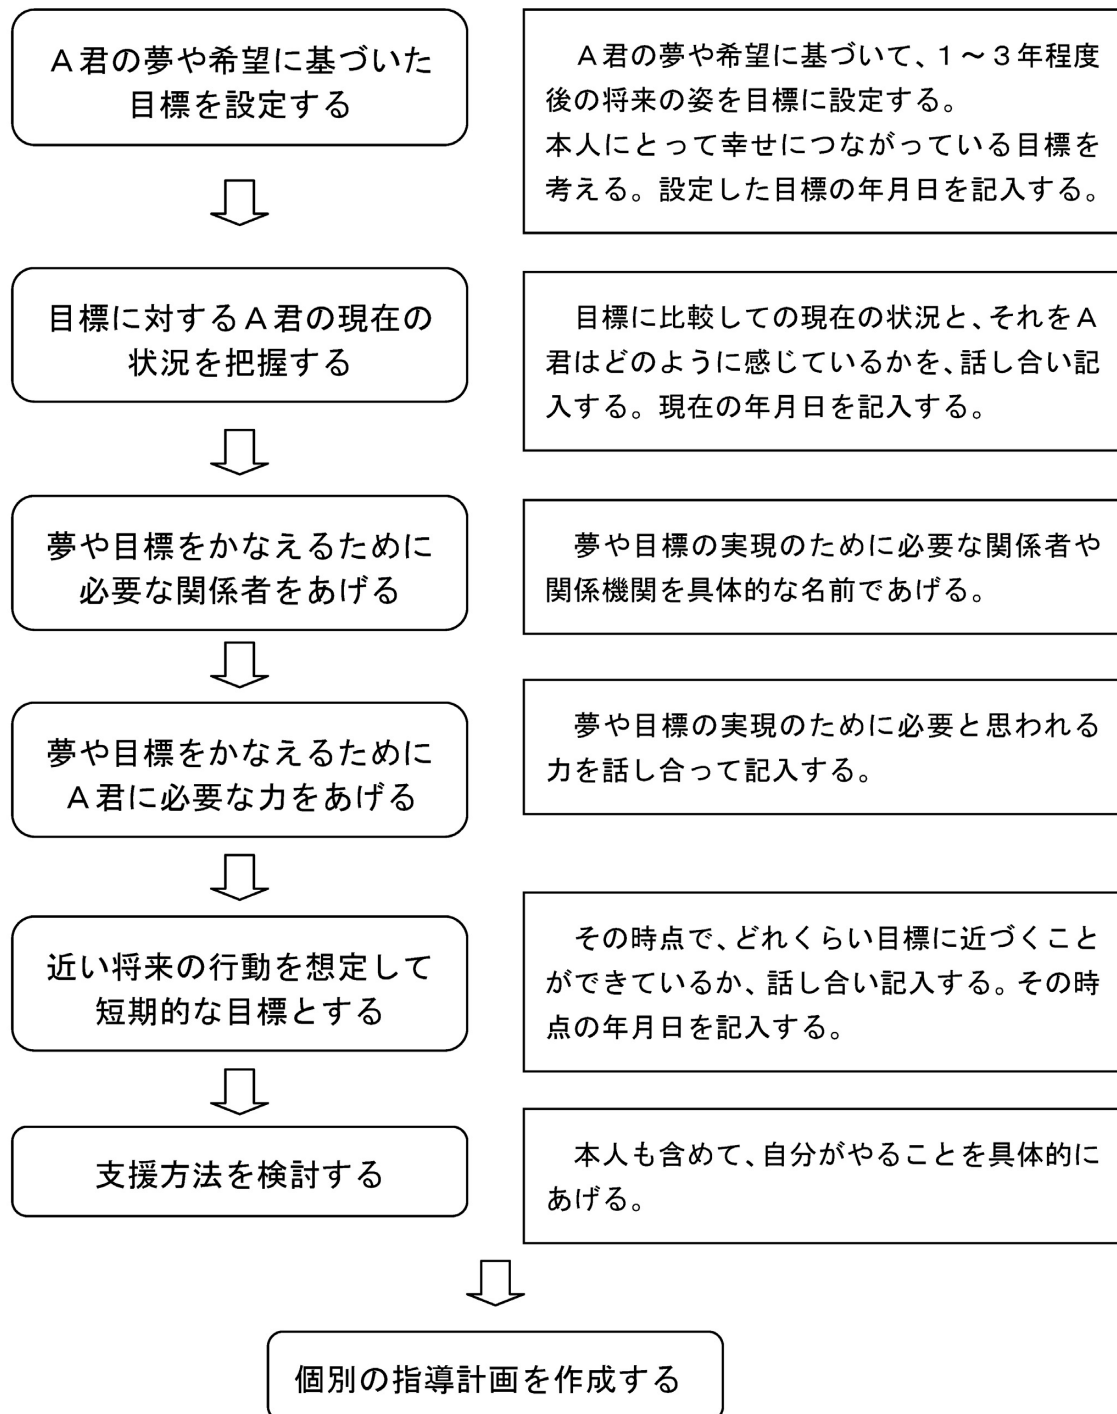 A君の夢や希望に基づいた
目標を設定する
A君の夢や希望に基づいて、1～3年程度
後の将来の姿を目標に設定する。
本人にとって幸せにつながっている目標を
考える。設定した目標の年月日を記入する。
目標に対するA君の現在の
状況を把握する
目標に比較しての現在の状況と、それをA
君はどのように感じているかを、話し合い記
入する。現在の年月日を記入する。
夢や目標をかなえるために
必要な関係者をあげる
夢や目標の実現のために必要な関係者や
関係機関を具体的な名前であげる。
夢や目標をかなえるために
A君に必要な力をあげる
夢や目標の実現のために必要と思われる
力を話し合って記入する。
近い将来の行動を想定して
短期的な目標とする
その時点で、どれくらい目標に近づくこと
ができているか、話し合い記入する。その時
点の年月日を記入する。
支援方法を検討する
本人も含めて、自分がやることを具体的に
あげる。
個別の指導計画を作成する